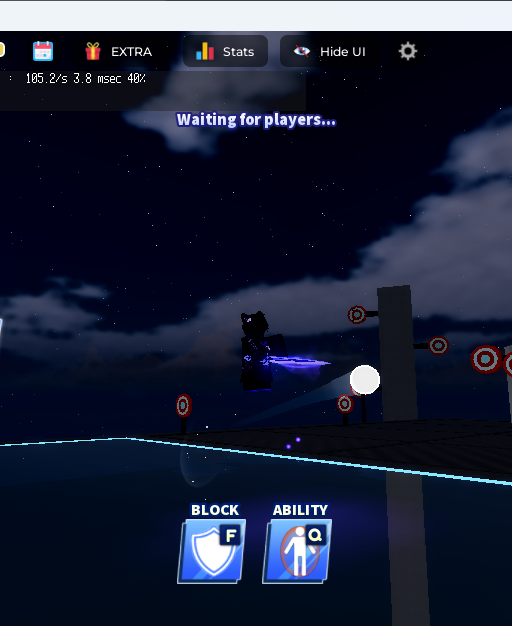 EXTRA
Stats
Hide UI
: 105.2/s 3.8 msec 40%
Waiting for players...
BLOCK
ABILITY
F
Q